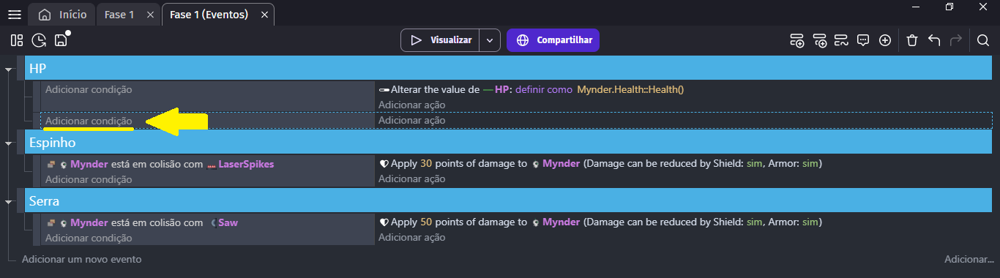 Início
Fase 1
Fase 1 (Eventos)
Visualizar
Compartilhar
HP
Adicionar condição
Alterar the value de HP: definir como Mynder.Health::Health()
Adicionar ação
Adicionar condição
Adicionar ação
Espinho
Mynder está em colisão com LaserSpikes
Apply 30 points of damage to Mynder (Damage can be reduced by Shield: sim, Armor: sim)
Adicionar condição
Adicionar ação
Serra
Mynder está em colisão com Saw
Apply 50 points of damage to Mynder (Damage can be reduced by Shield: sim, Armor: sim)
Adicionar condição
Adicionar ação
Adicionar um novo evento
Adicionar...